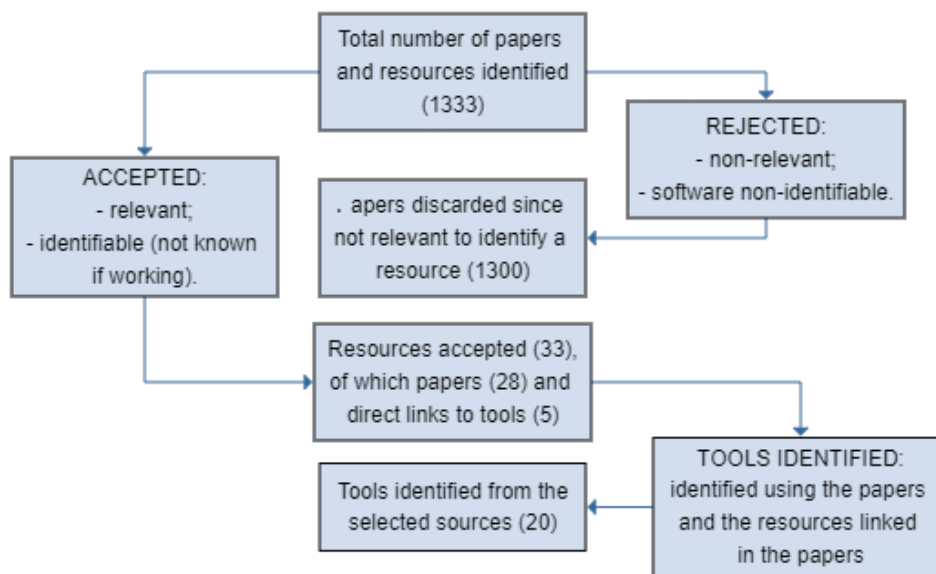 Total number of papers
and resources identified
(1333)
REJECTED:
- non-relevant;
- software non-identifiable.
ACCEPTED:
- relevant;
- identifiable (not known
if working).
. apers discarded since
not relevant to identify a
resource (1300)
Resources accepted (33),
of which papers (28) and
direct links to tools (5)
TOOLS IDENTIFIED:
identified using the papers
and the resources linked
in the papers
Tools identified from the
selected sources (20)